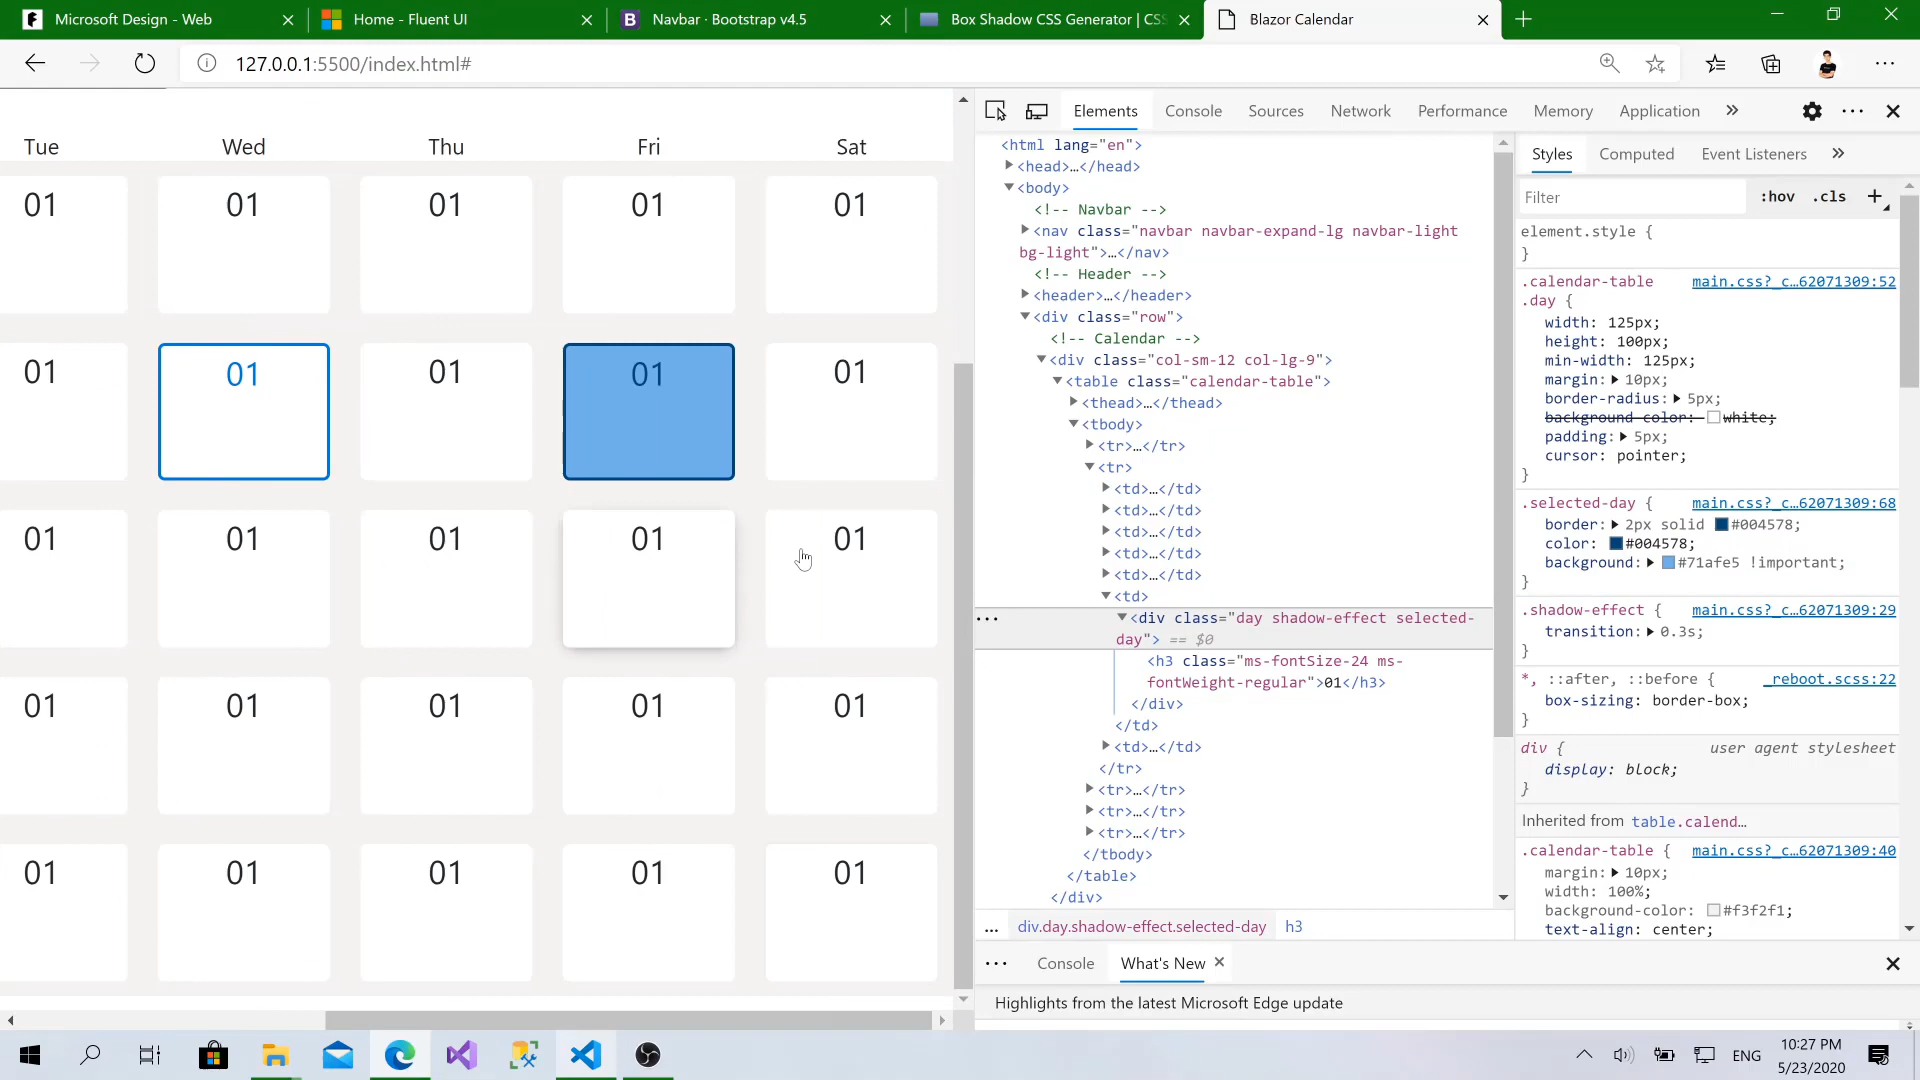 Microsoft Design - Web
Home - Fluent UI
Navbar · Bootstrap v4.5
Box Shadow CSS Generator | CSS
Blazor Calendar
127.0.0.1:5500/index.html#
Tue Wed Thu Fri Sat
01 01 01 01 01
01 01 01 01 01
01 01 01 01 01
01 01 01 01 01
01 01 01 01 01
Elements Console Sources Network Performance Memory Application
<html lang="en">
<head>…</head>
<body>
<!-- Navbar -->
<nav class="navbar navbar-expand-lg navbar-light
bg-light">…</nav>
<!-- Header -->
<header>…</header>
<div class="row">
<!-- Calendar -->
<div class="col-sm-12 col-lg-9">
<table class="calendar-table">
<thead>…</thead>
<tbody>
<tr>…</tr>
<tr>
<td>…</td>
<td>…</td>
<td>…</td>
<td>…</td>
<td>…</td>
<td>
<div class="day shadow-effect selected-
day"> == $0
<h3 class="ms-fontSize-24 ms-
fontWeight-regular">01</h3>
</div>
</td>
<td>…</td>
</tr>
<tr>…</tr>
<tr>…</tr>
<tr>…</tr>
</tbody>
</table>
</div>
... div.day.shadow-effect.selected-day h3
Styles Computed Event Listeners
Filter :hov .cls
element.style {
}
.calendar-table main.css?_c…62071309:52
.day {
width: 125px;
height: 100px;
min-width: 125px;
margin: 10px;
border-radius: 5px;
background-color: white;
padding: 5px;
cursor: pointer;
}
.selected-day { main.css?_c…62071309:68
border: 2px solid #004578;
color: #004578;
background: #71afe5 !important;
}
.shadow-effect { main.css?_c…62071309:29
transition: 0.3s;
}
*, ::after, ::before { _reboot.scss:22
box-sizing: border-box;
}
div { user agent stylesheet
display: block;
}
Inherited from table.calend…
.calendar-table { main.css?_c…62071309:40
margin: 10px;
width: 100%;
background-color: #f3f2f1;
text-align: center;
Console What's New
Highlights from the latest Microsoft Edge update
ENG
10:27 PM
5/23/2020